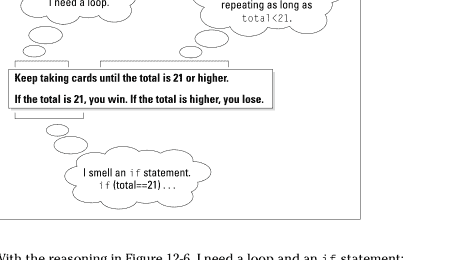 I need a loop.
repeating as long as
total<21.
Keep taking cards until the total is 21 or higher.
If the total is 21, you win. If the total is higher, you lose.
I smell an if statement.
if (total==21) . . .
With the reasoning in Figure 12-6, I need a loop and an if statement: